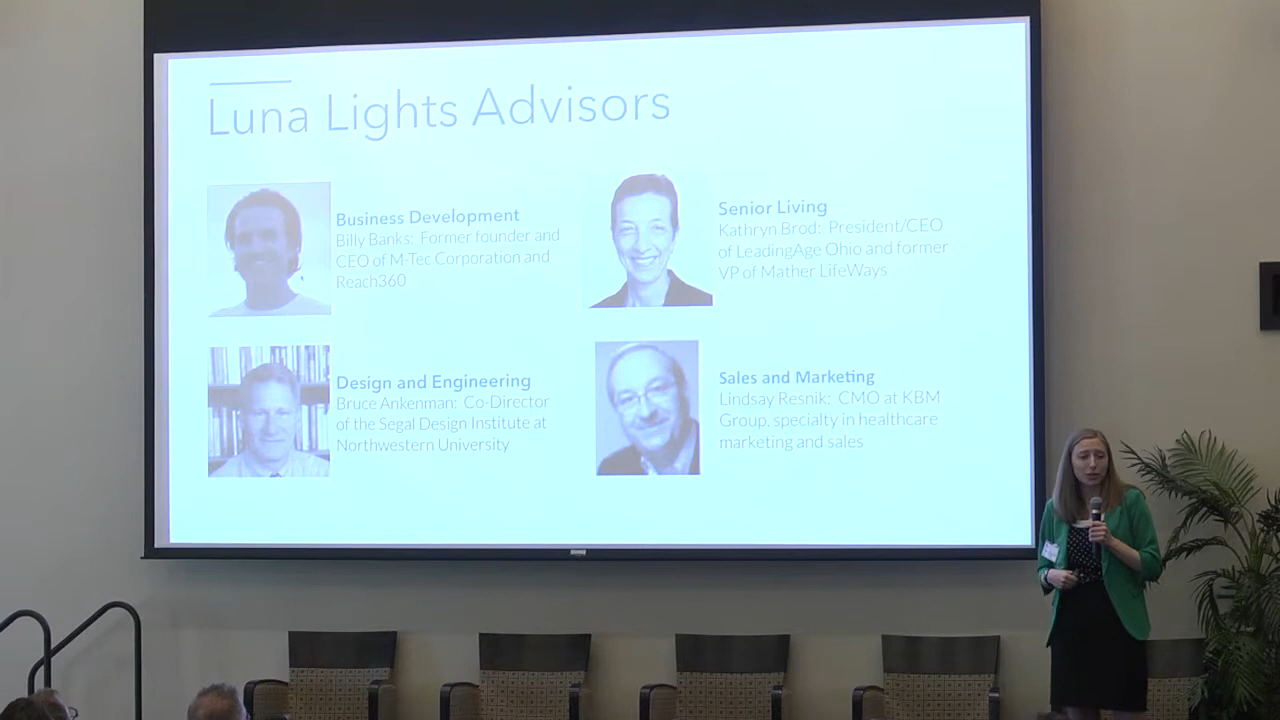 Luna Lights Advisors
Business Development
Billy Banks: Former founder and
CEO of M-Tec Corporation and
Reach360
Senior Living
Kathryn Brod: President/CEO
of LeadingAge Ohio and former
VP of Mather LifeWays
Design and Engineering
Bruce Ankenman: Co-Director
of the Segal Design Institute at
Northwestern University
Sales and Marketing
Lindsay Resnik: CMO at KBM
Group, specialty in healthcare
marketing and sales